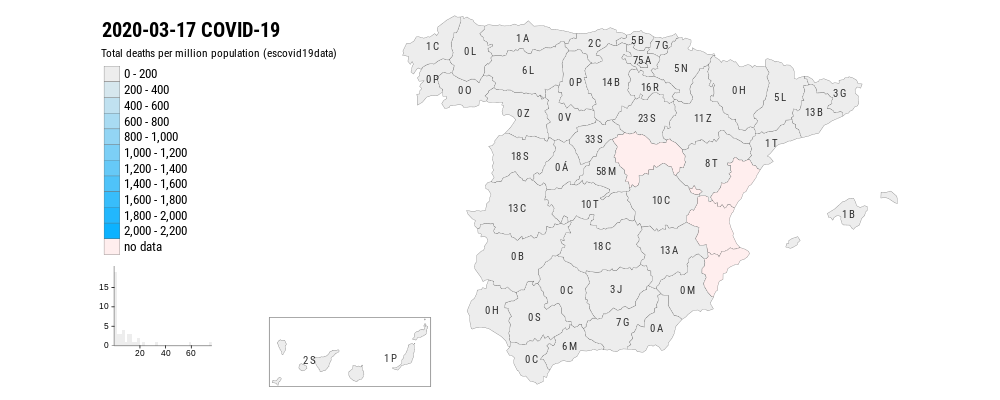 2020-03-17 COVID-19
Total deaths per million population (escovid19data)
0 - 200
200 - 400
400 - 600
600 - 800
800 - 1,000
1,000 - 1,200
1,200 - 1,400
1,400 - 1,600
1,600 - 1,800
1,800 - 2,000
2,000 - 2,200
no data
15
10
5
0
20 40 60
1 C
0 L
1 A
2 C
5 B
7 G
75 A
5 N
0 P
0 O
6 L
0 P
14 B
16 R
0 H
5 L
3 G
13 B
0 Z
0 V
23 S
11 Z
1 T
33 S
18 S
0 Á
58 M
8 T
13 C
10 T
10 C
1 B
0 B
18 C
13 A
0 C
3 J
0 M
0 H
0 S
7 G
0 A
6 M
0 C
2 S
1 P